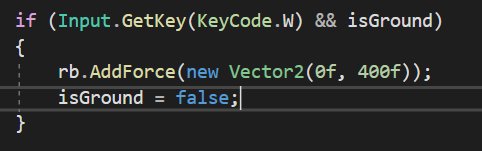 if (Input.GetKey(KeyCode.W) && isGround)
{
    rb.AddForce(new Vector2(0f, 400f));
    isGround = false;
}